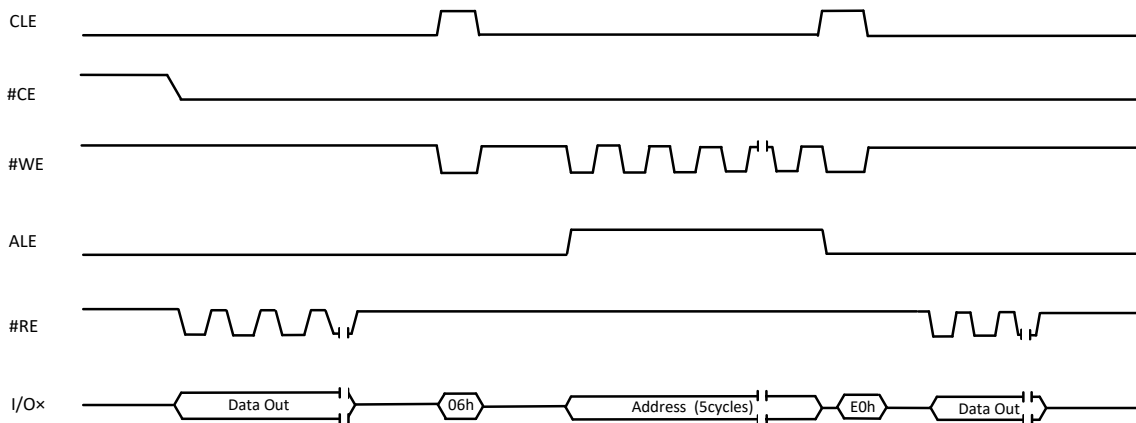 CLE
#CE
#WE
ALE
#RE
I/O×
Data Out
06h
Address (5cycles)
E0h
Data Out